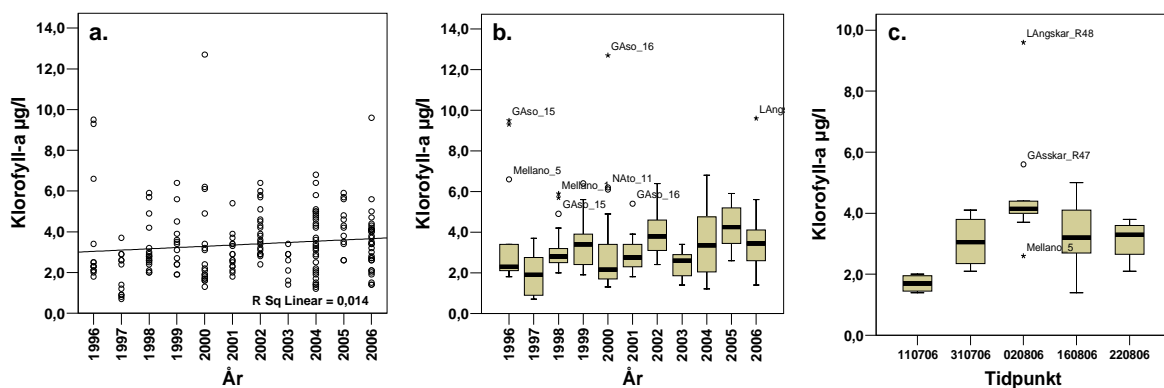 a.
Klorofyll-a µg/l
14,0
12,0
10,0
8,0
6,0
4,0
2,0
0,0
R Sq Linear = 0,014
1996
1997
1998
1999
2000
2001
2002
2003
2004
2005
2006
År
b.
Klorofyll-a µg/l
14,0
12,0
10,0
8,0
6,0
4,0
2,0
0,0
GAso_16
GAso_15
LAngs
Mellano_5
Mellano_1
NAto_11
GAso_15
GAso_16
1996
1997
1998
1999
2000
2001
2002
2003
2004
2005
2006
År
c.
Klorofyll-a µg/l
10,0
8,0
6,0
4,0
2,0
0,0
LAngskar_R48
GAsskar_R47
Mellano_5
110706
310706
020806
160806
220806
Tidpunkt